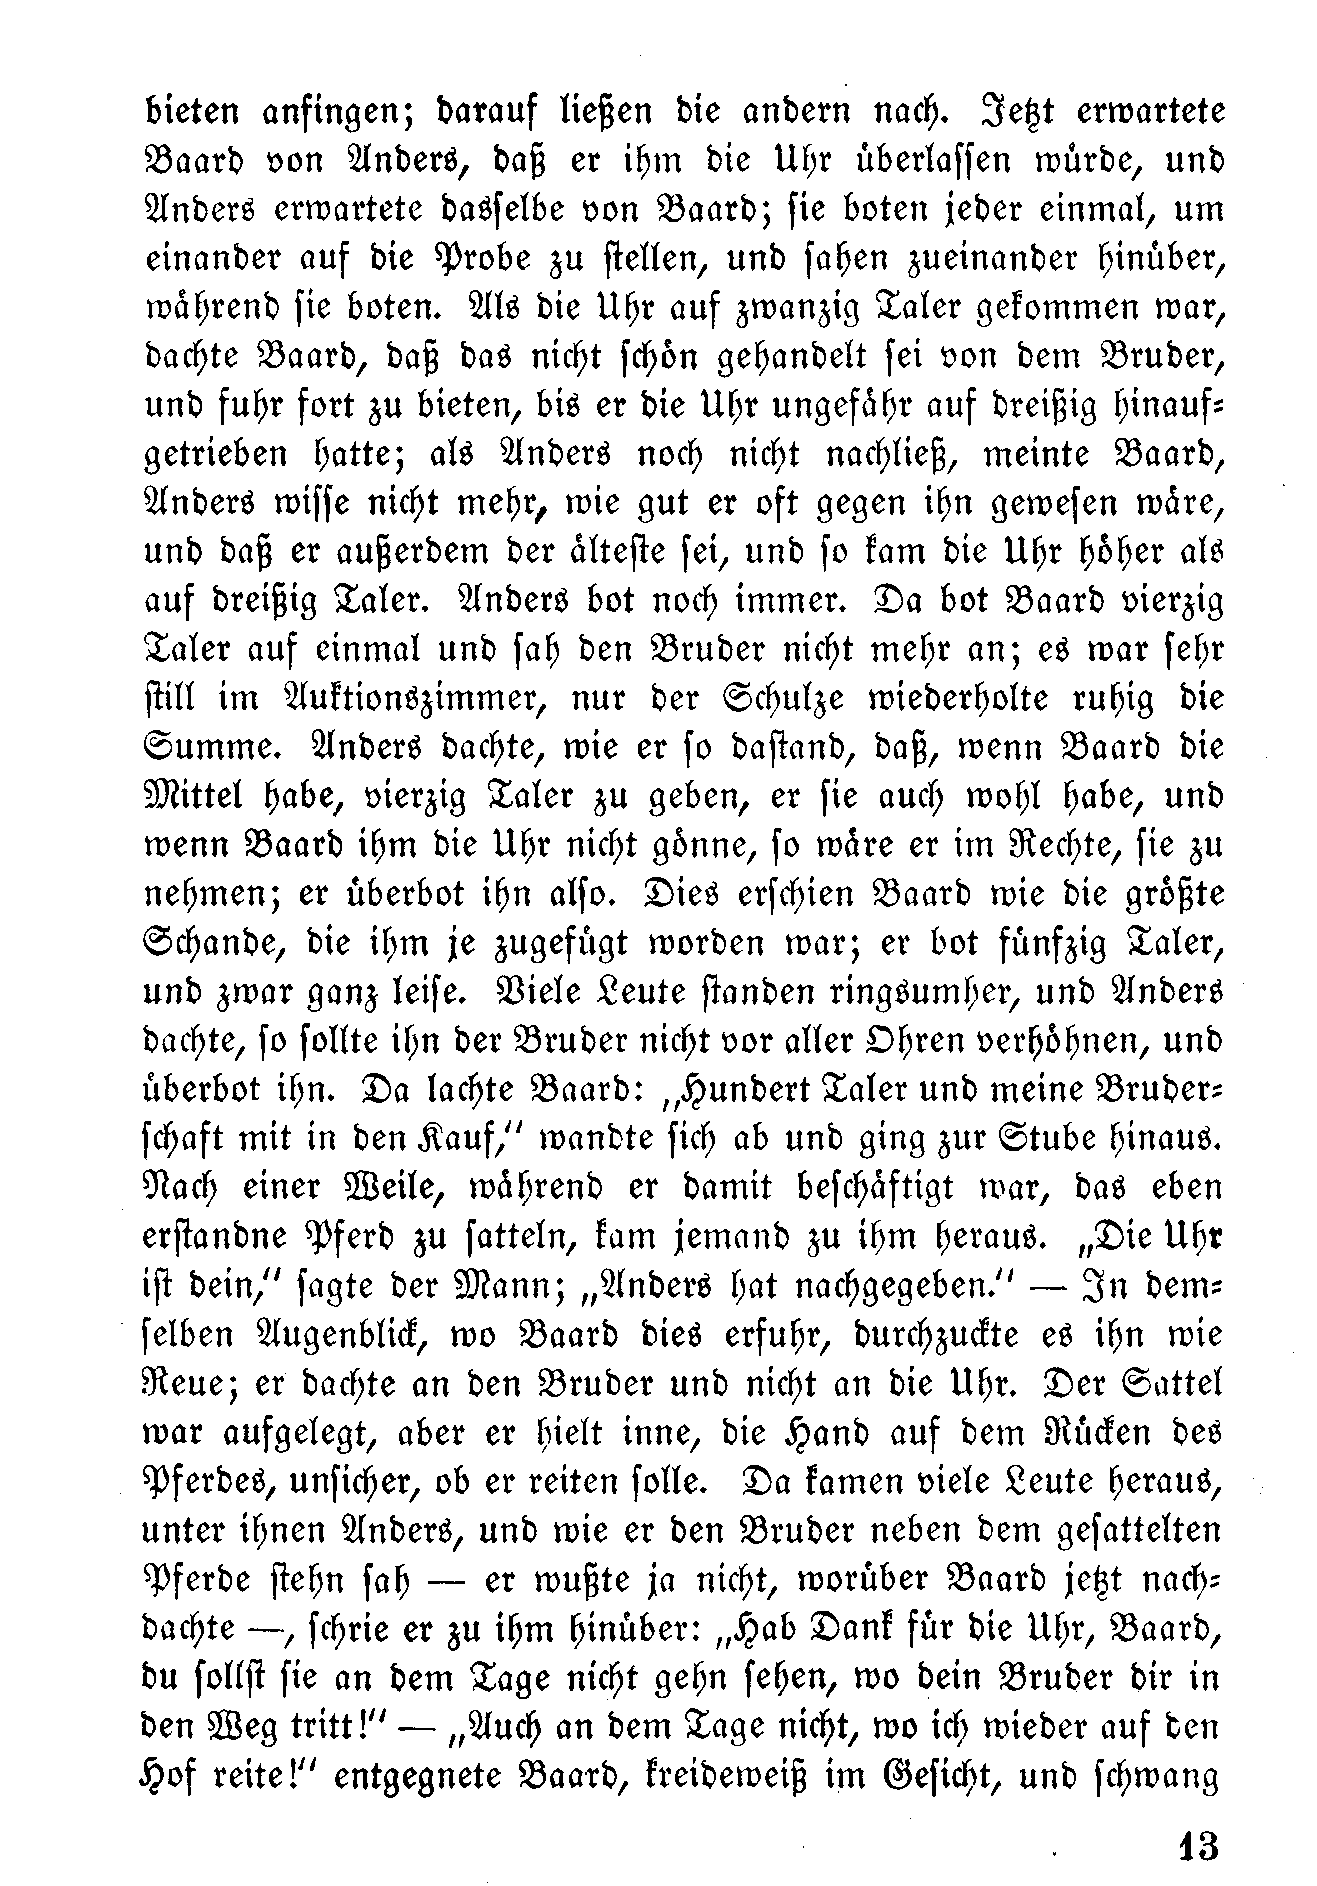 bieten anfingen; darauf ließen die andern nach. Jetzt erwartete
Baard von Anders, daß er ihm die Uhr überlassen würde, und
Anders erwartete dasselbe von Baard; sie boten jeder einmal, um
einander auf die Probe zu stellen, und sahen zueinander hinüber,
während sie boten. Als die Uhr auf zwanzig Taler gekommen war,
dachte Baard, daß das nicht schön gehandelt sei von dem Bruder,
und fuhr fort zu bieten, bis er die Uhr ungefähr auf dreißig hinauf-
getrieben hatte; als Anders noch nicht nachließ, meinte Baard,
Anders wisse nicht mehr, wie gut er oft gegen ihn gewesen wäre,
und daß er außerdem der älteste sei, und so kam die Uhr höher als
auf dreißig Taler. Anders bot noch immer. Da bot Baard vierzig
Taler auf einmal und sah den Bruder nicht mehr an; es war sehr
still im Auktionszimmer, nur der Schulze wiederholte ruhig die
Summe. Anders dachte, wie er so dastand, daß, wenn Baard die
Mittel habe, vierzig Taler zu geben, er sie auch wohl habe, und
wenn Baard ihm die Uhr nicht gönne, so wäre er im Rechte, sie zu
nehmen; er überbot ihn also. Dies erschien Baard wie die größte
Schande, die ihm je zugefügt worden war; er bot fünfzig Taler,
und zwar ganz leise. Viele Leute standen ringsumher, und Anders
dachte, so sollte ihn der Bruder nicht vor aller Ohren verhöhnen, und
überbot ihn. Da lachte Baard: „Hundert Taler und meine Bruder-
schaft mit in den Kauf,“ wandte sich ab und ging zur Stube hinaus.
Nach einer Weile, während er damit beschäftigt war, das eben
erstandne Pferd zu satteln, kam jemand zu ihm heraus. „Die Uhr
ist dein,“ sagte der Mann; „Anders hat nachgegeben.“ — In dem-
selben Augenblick, wo Baard dies erfuhr, durchzuckte es ihn wie
Reue; er dachte an den Bruder und nicht an die Uhr. Der Sattel
war aufgelegt, aber er hielt inne, die Hand auf dem Rücken des
Pferdes, unsicher, ob er reiten solle. Da kamen viele Leute heraus,
unter ihnen Anders, und wie er den Bruder neben dem gesattelten
Pferde stehn sah — er wußte ja nicht, worüber Baard jetzt nach-
dachte —, schrie er zu ihm hinüber: „Hab Dank für die Uhr, Baard,
du sollst sie an dem Tage nicht gehn sehen, wo dein Bruder dir in
den Weg tritt!“ — „Auch an dem Tage nicht, wo ich wieder auf den
Hof reite!“ entgegnete Baard, kreideweiß im Gesicht, und schwang
13